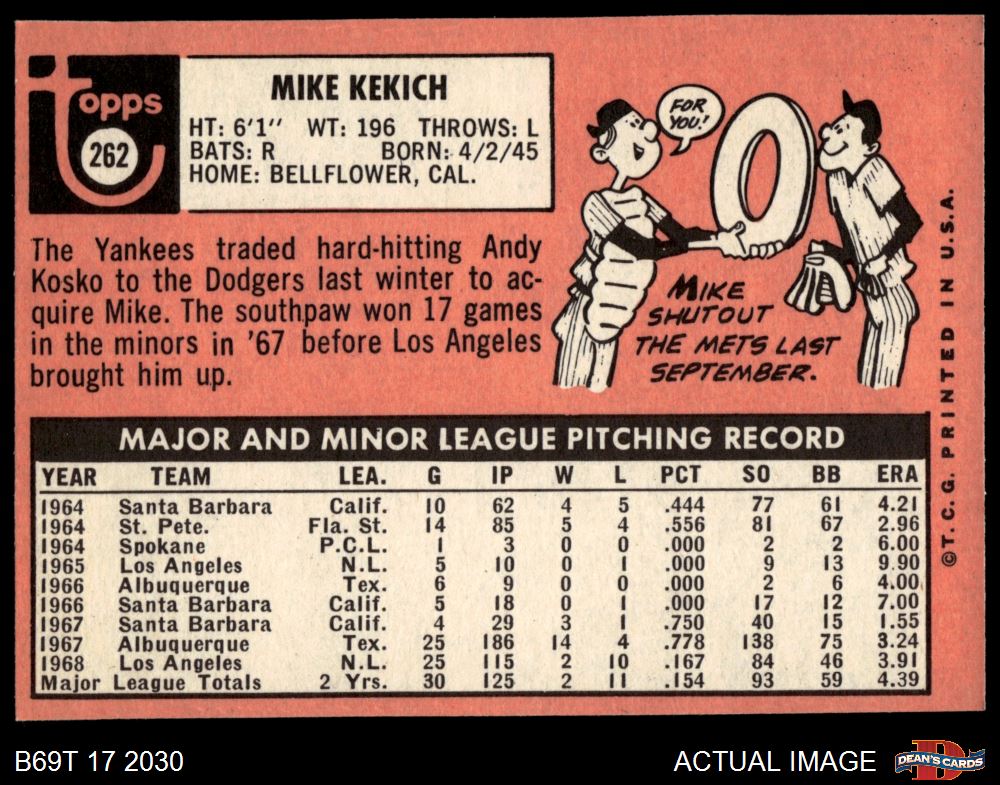 Topps
262
MIKE KEKICH
HT: 6'1" WT: 196 THROWS: L
BATS: R BORN: 4/2/45
HOME: BELLFLOWER, CAL.
The Yankees traded hard-hitting Andy
Kosko to the Dodgers last winter to ac-
quire Mike. The southpaw won 17 games
in the minors in '67 before Los Angeles
brought him up.
FOR
YOU!
0
MIKE
SHUTOUT
THE METS LAST
SEPTEMBER.
MAJOR AND MINOR LEAGUE PITCHING RECORD
YEAR TEAM LEA. G IP W L PCT SO BB ERA
1964 Santa Barbara Calif. 10 62 4 5 .444 77 61 4.21
1964 St. Pete. Fla. St. 14 85 5 4 .556 81 67 2.96
1964 Spokane P.C.L. 1 3 0 0 .000 2 2 6.00
1965 Los Angeles N.L. 5 10 0 1 .000 9 13 9.90
1966 Albuquerque Tex. 6 9 0 0 .000 2 6 4.00
1966 Santa Barbara Calif. 5 18 0 1 .000 17 12 7.00
1967 Santa Barbara Calif. 4 29 3 1 .750 40 15 1.55
1967 Albuquerque Tex. 25 186 14 4 .778 138 75 3.24
1968 Los Angeles N.L. 25 115 2 10 .167 84 46 3.91
Major League Totals 2 Yrs. 30 125 2 11 .154 93 59 4.39
©T.C.G. PRINTED IN U.S.A.
B69T 17 2030
ACTUAL IMAGE
D
DEAN'S CARDS